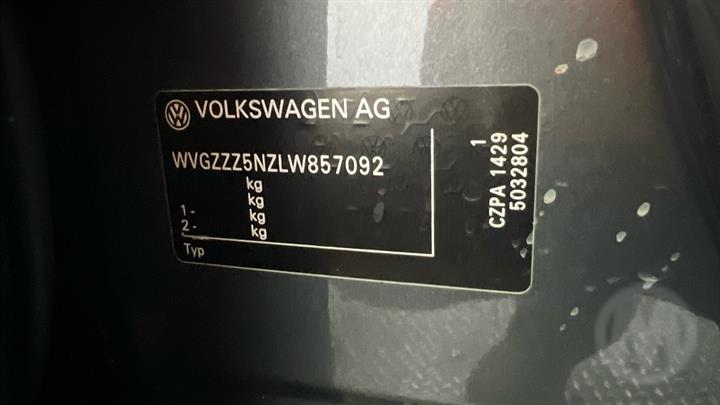 VOLKSWAGEN AG
WVGZZZ5NZLW857092
kg
kg
1- kg
2- kg
Typ
1
CZPA 1429
5032804